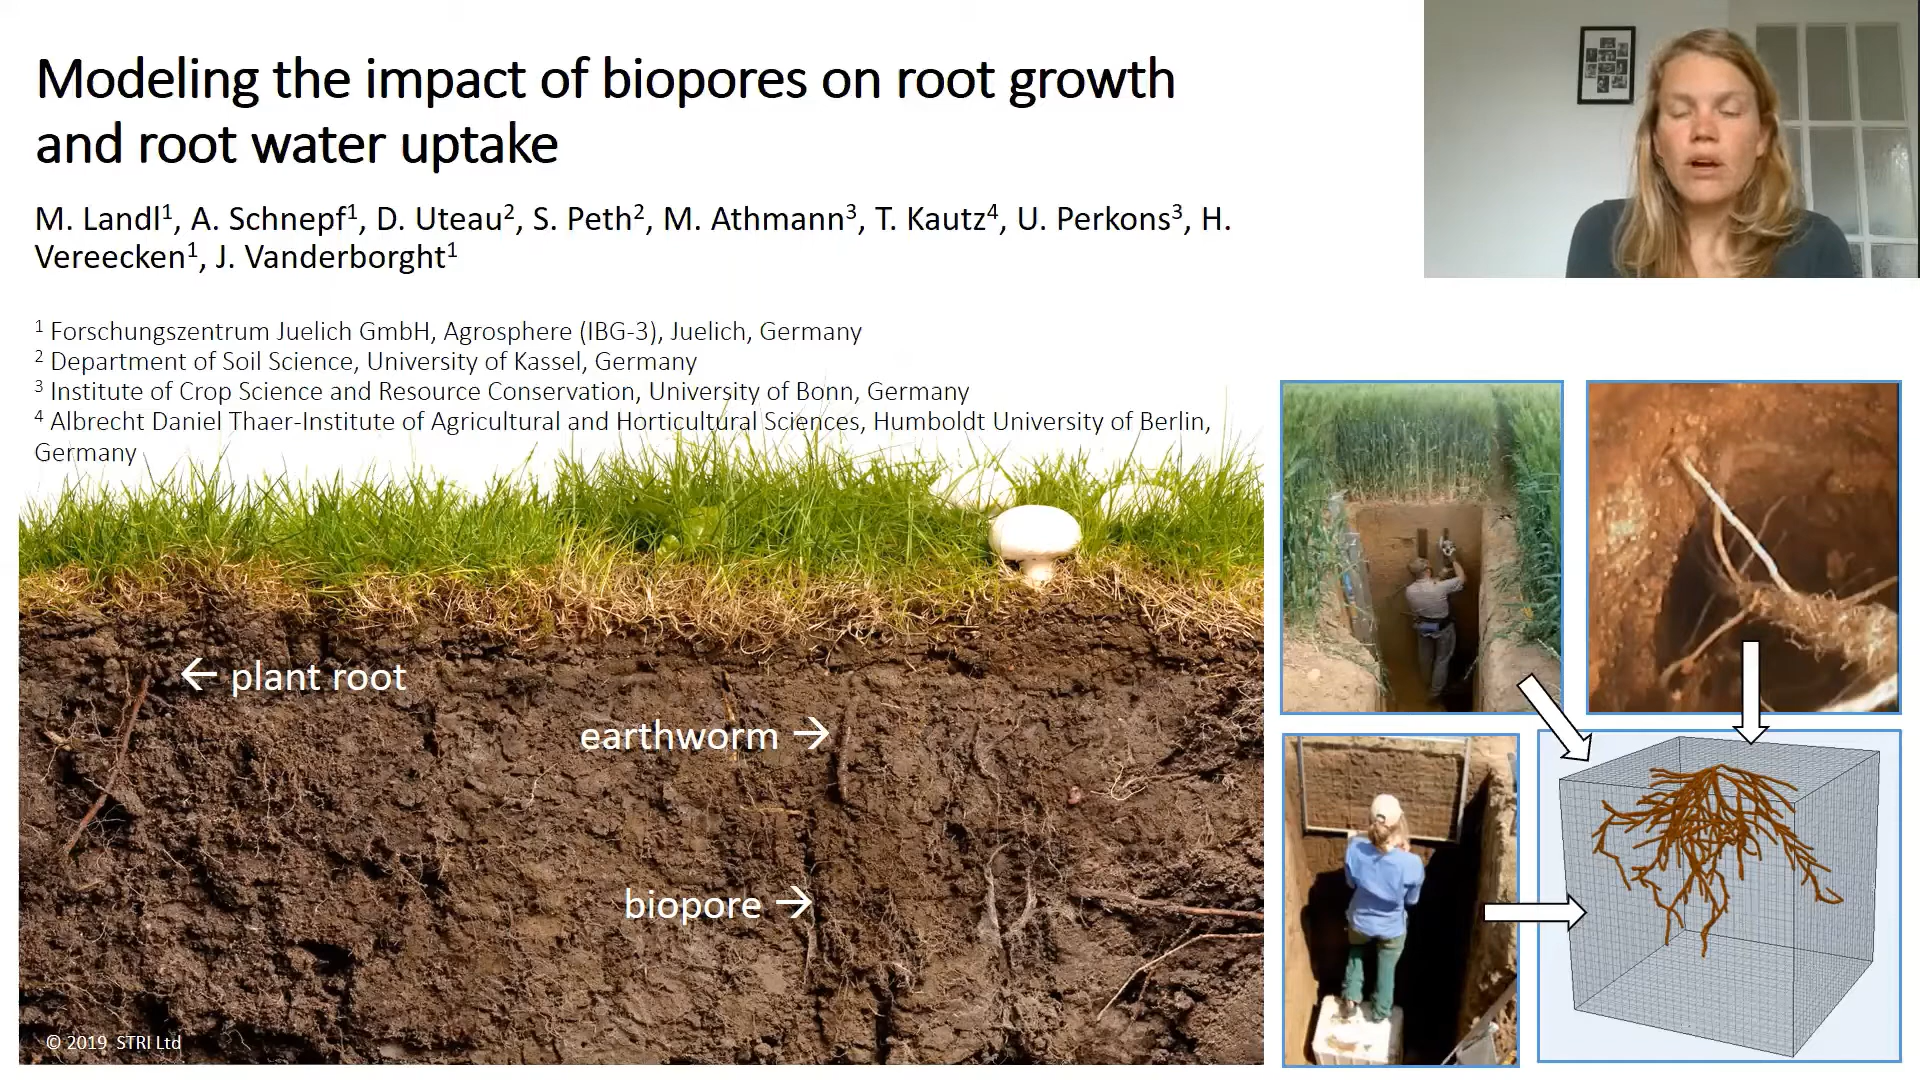 Modeling the impact of biopores on root growth
and root water uptake
M. Landl¹, A. Schnepf¹, D. Uteau², S. Peth², M. Athmann³, T. Kautz⁴, U. Perkons³, H.
Vereecken¹, J. Vanderborght¹
¹ Forschungszentrum Juelich GmbH, Agrosphere (IBG-3), Juelich, Germany
² Department of Soil Science, University of Kassel, Germany
³ Institute of Crop Science and Resource Conservation, University of Bonn, Germany
⁴ Albrecht Daniel Thaer-Institute of Agricultural and Horticultural Sciences, Humboldt University of Berlin,
Germany
← plant root
earthworm →
biopore →
© 2019 STRI Ltd